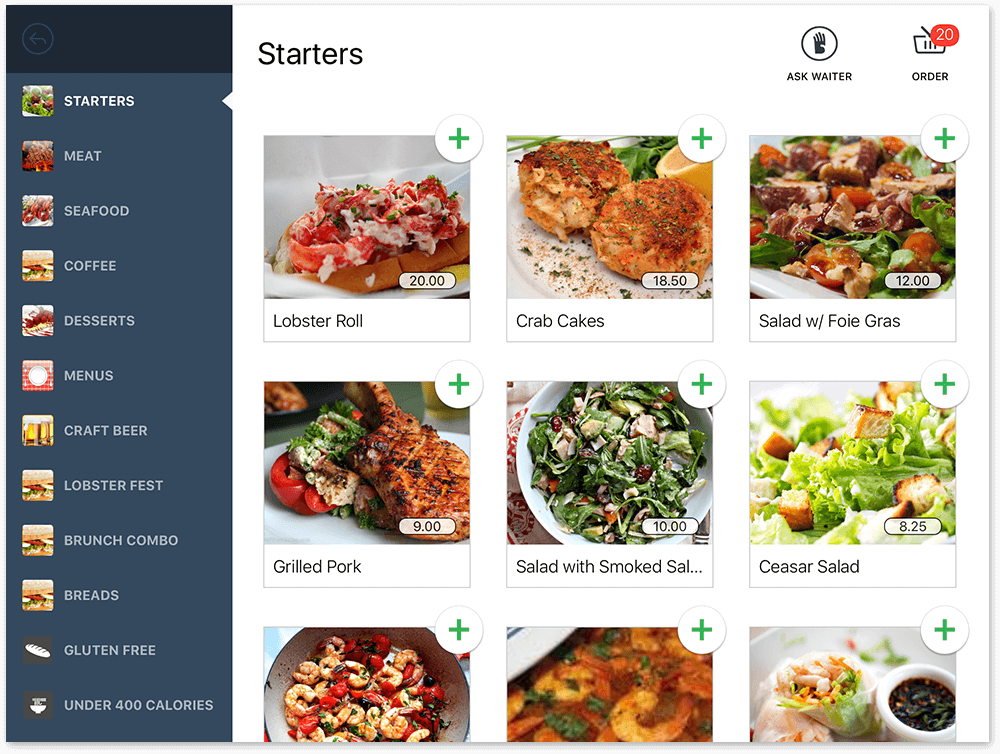 Starters
ASK WAITER
20
ORDER
STARTERS
MEAT
SEAFOOD
COFFEE
DESSERTS
MENUS
CRAFT BEER
LOBSTER FEST
BRUNCH COMBO
BREADS
GLUTEN FREE
UNDER 400 CALORIES
20.00
Lobster Roll
18.50
Crab Cakes
12.00
Salad w/ Foie Gras
9.00
Grilled Pork
10.00
Salad with Smoked Sal...
8.25
Ceasar Salad